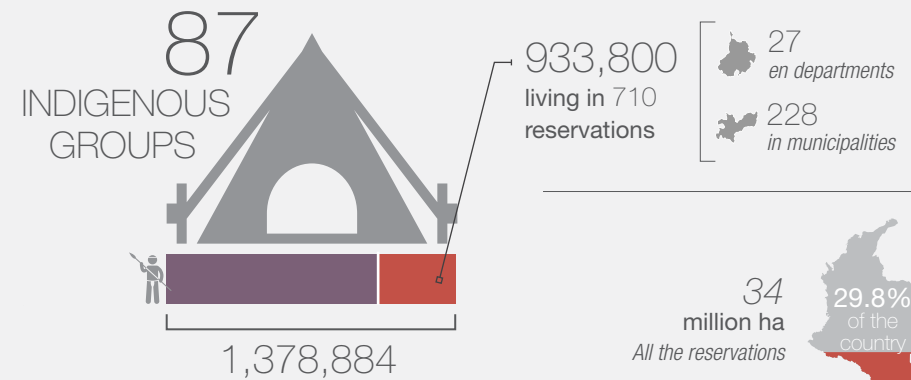 87
INDIGENOUS
GROUPS
933,800
living in 710
reservations
27
en departments
228
in municipalities
1,378,884
34
million ha
All the reservations
29.8%
of the
country